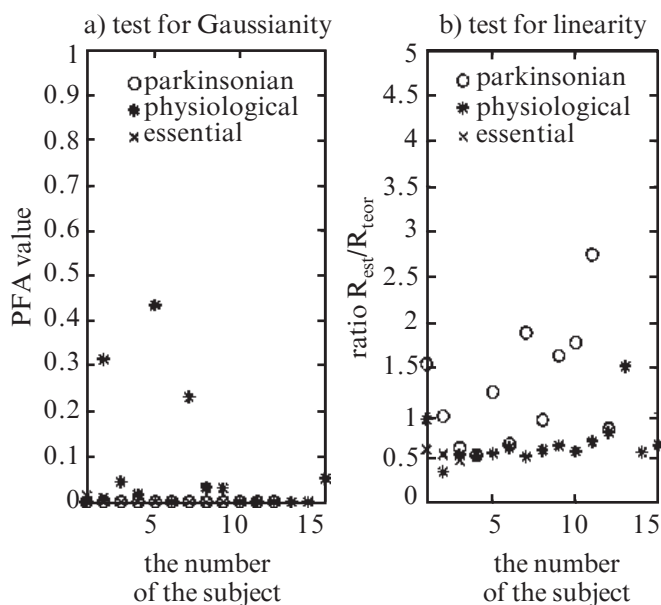 a) test for Gaussianity
1
0.9
0.8
0.7
0.6
0.5
0.4
0.3
0.2
0.1
0
PFA value
parkinsonian
physiological
essential
5
10
15
the number
of the subject
b) test for linearity
5
4.5
4
3.5
3
2.5
2
1.5
1
0.5
0
ratio R_est/R_teor
parkinsonian
physiological
essential
5
10
15
the number
of the subject